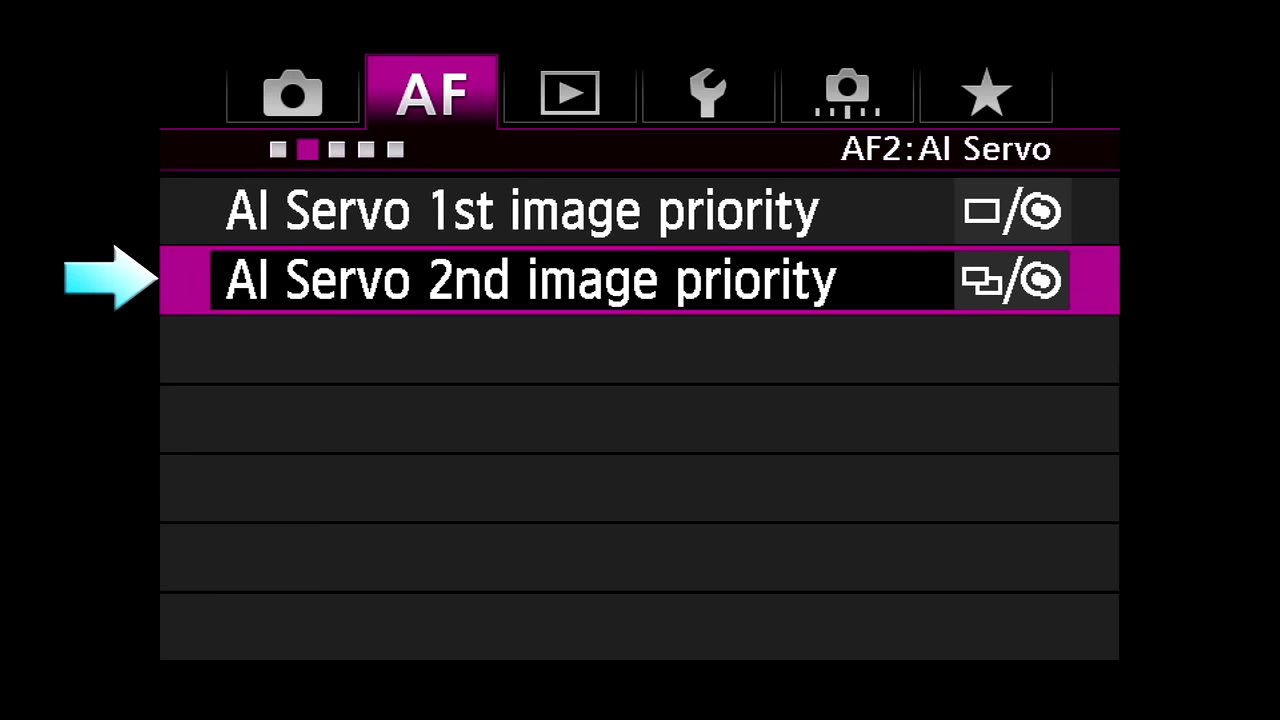 AF
AF2:AI Servo
AI Servo 1st image priority
AI Servo 2nd image priority